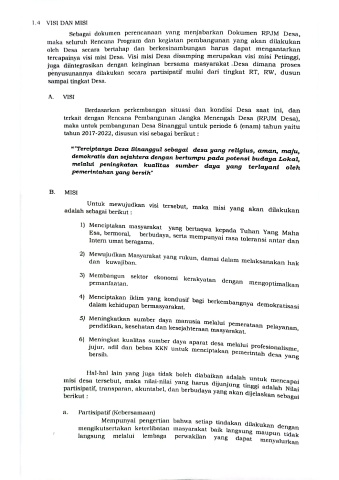 1.4 VISI DAN MISI
Sebagai dokumen perencanaan yang menjabarkan Dokumen RPJM Desa,
maka seluruh Rencana Program dan kegiatan pembangunan yang akan dilakukan
oleh Desa secara bertahap dan berkesinambungan harus dapat mengantarkan
tercapainya visi misi Desa. Visi misi Desa disamping merupakan visi misi Petinggi,
juga diintegrasikan dengan keinginan bersama masyarakat .Desa dimana proses
penyusunannya dilakukan secara partisipatif mulai dari tingkat RT, RW, dusun
sampai tingkat Desa.
A. VISI
Berdasarkan perkembangan situasi dan kondisi Desa saat ini, dan
terkait dengan Rencana Pembangunan Jangka Menengah Desa (RPJM Desa),
maka untuk pembangunan Desa Sinanggul untuk periode 6 (enam) tahun yaitu
tahun 2017-2022, disusun visi sebagai berikut :
“"Terciptanya Desa Sinanggul sebagai desa yang religius, aman, maju,
demokratis dan sejahtera dengan bertumpu pada potensi budaya Lokal,
melalui peningkatan kualitas sumber daya yang terlayani oleh
pemerintahan yang bersih”
B. MISI
Untuk mewujudkan visi tersebut, maka misi yang akan dilakukan
adalah sebagai berikut :
1) Menciptakan masyarakat yang bertaqwa kepada Tuhan Yang Maha
Esa, bermoral, berbudaya, serta mempunyai rasa toleransi antar dan
Intern umat beragama.
2) Mewujudkan Masyarakat yang rukun, damai dalam melaksanakan hak
dan kuwajiban.
3) Membangun sektor ekonomi kerakyatan dengan mengoptimalkan
pemanfaatan.
4) Menciptakan iklim yang kondusif bagi berkembangnya demokratisasi
dalam kehidupan bermasyarakat.
5) Meningkatkan sumber daya manusia melalui pemerataan pelayanan,
pendidikan, kesehatan dan kesejahteraan masyarakat.
6) Meningkat kualitas sumber daya aparat desa melalui profesionalisme,
jujur, adil dan bebas KKN untuk menciptakan pemerintah desa yang
bersih.
Hal-hal lain yang juga tidak boleh diabaikan adalah untuk mencapai
misi desa tersebut, maka nilai-nilai yang harus dijunjung tinggi adalah Nilai
partisipatif, transparan, akuntabel, dan berbudaya yang akan dijelaskan sebagai
berikut :
a. Partisipatif (Kebersamaan)
Mempunyai pengertian bahwa setiap tindakan dilakukan dengan
mengikutsertakan keterlibatan masyarakat baik langsung maupun tidak
langsung melalui lembaga perwakilan yang dapat menyalurkan